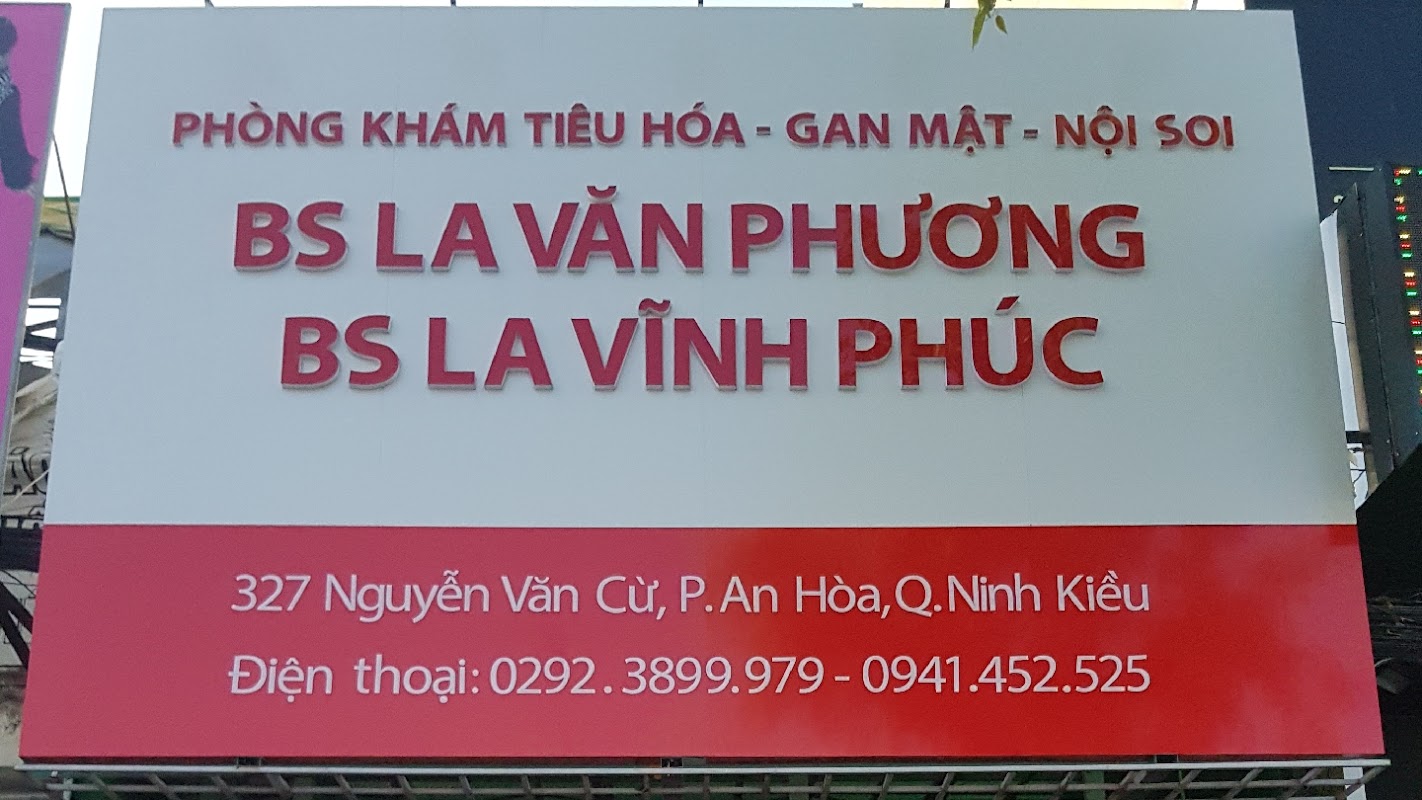 PHÒNG KHÁM TIÊU HÓA - GAN MẬT - NỘI SOI
BS LA VĂN PHƯƠNG
BS LA VĨNH PHÚC
327 Nguyễn Văn Cừ, P.An Hòa,Q.Ninh Kiều
Điện thoại: 0292.3899.979 - 0941.452.525